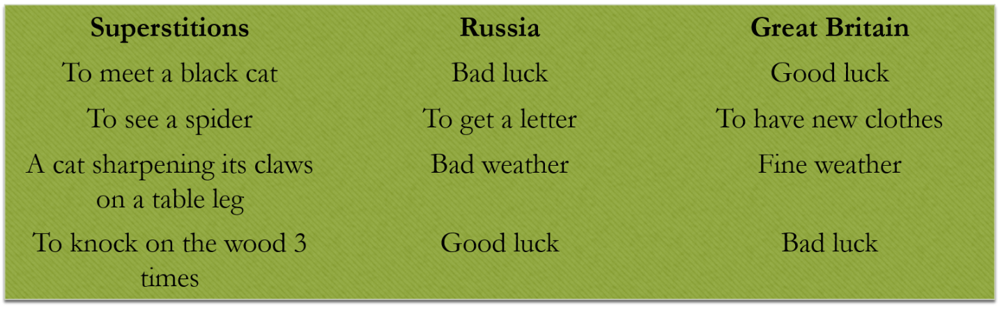 Superstitions Russia Great Britain
To meet a black cat Bad luck Good luck
To see a spider To get a letter To have new clothes
A cat sharpening its claws Bad weather Fine weather
on a table leg
To knock on the wood 3 Good luck Bad luck
times